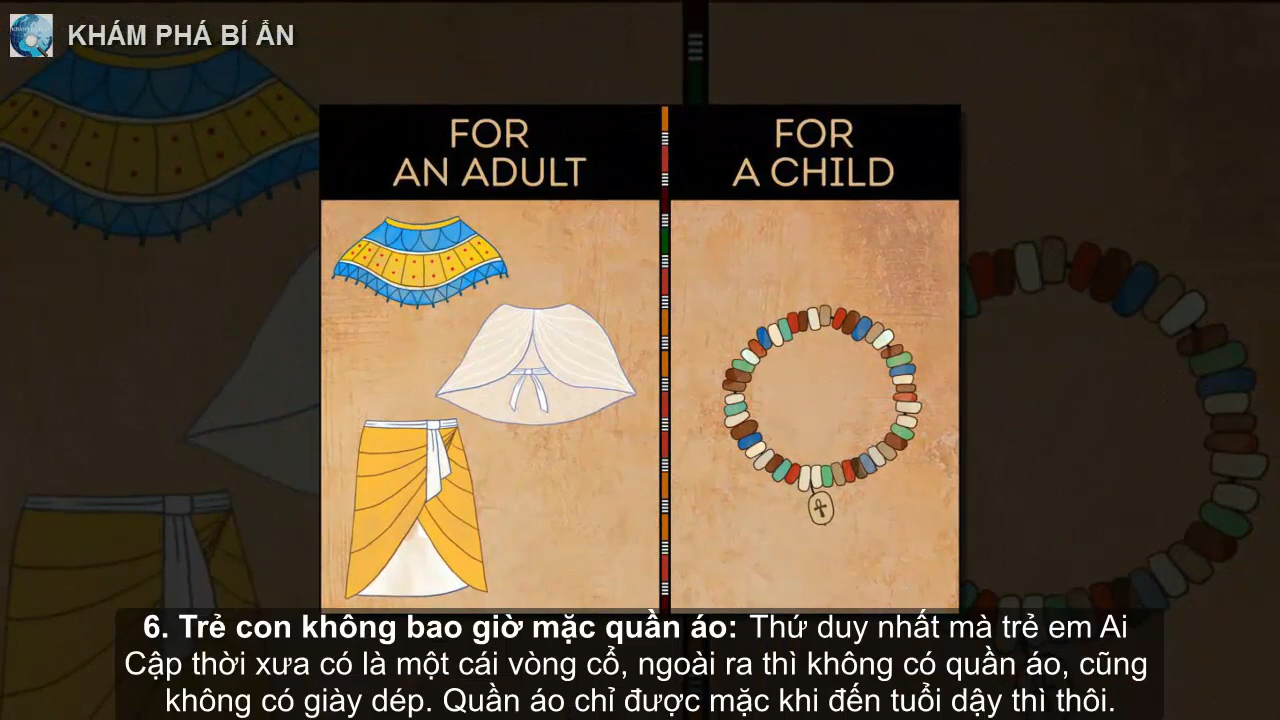 KHÁM PHÁ BÍ ẨN
FOR
AN ADULT
FOR
A CHILD
6. Trẻ con không bao giờ mặc quần áo: Thứ duy nhất mà trẻ em Ai
Cập thời xưa có là một cái vòng cổ, ngoài ra thì không có quần áo, cũng
không có giày dép. Quần áo chỉ được mặc khi đến tuổi dậy thì thôi.